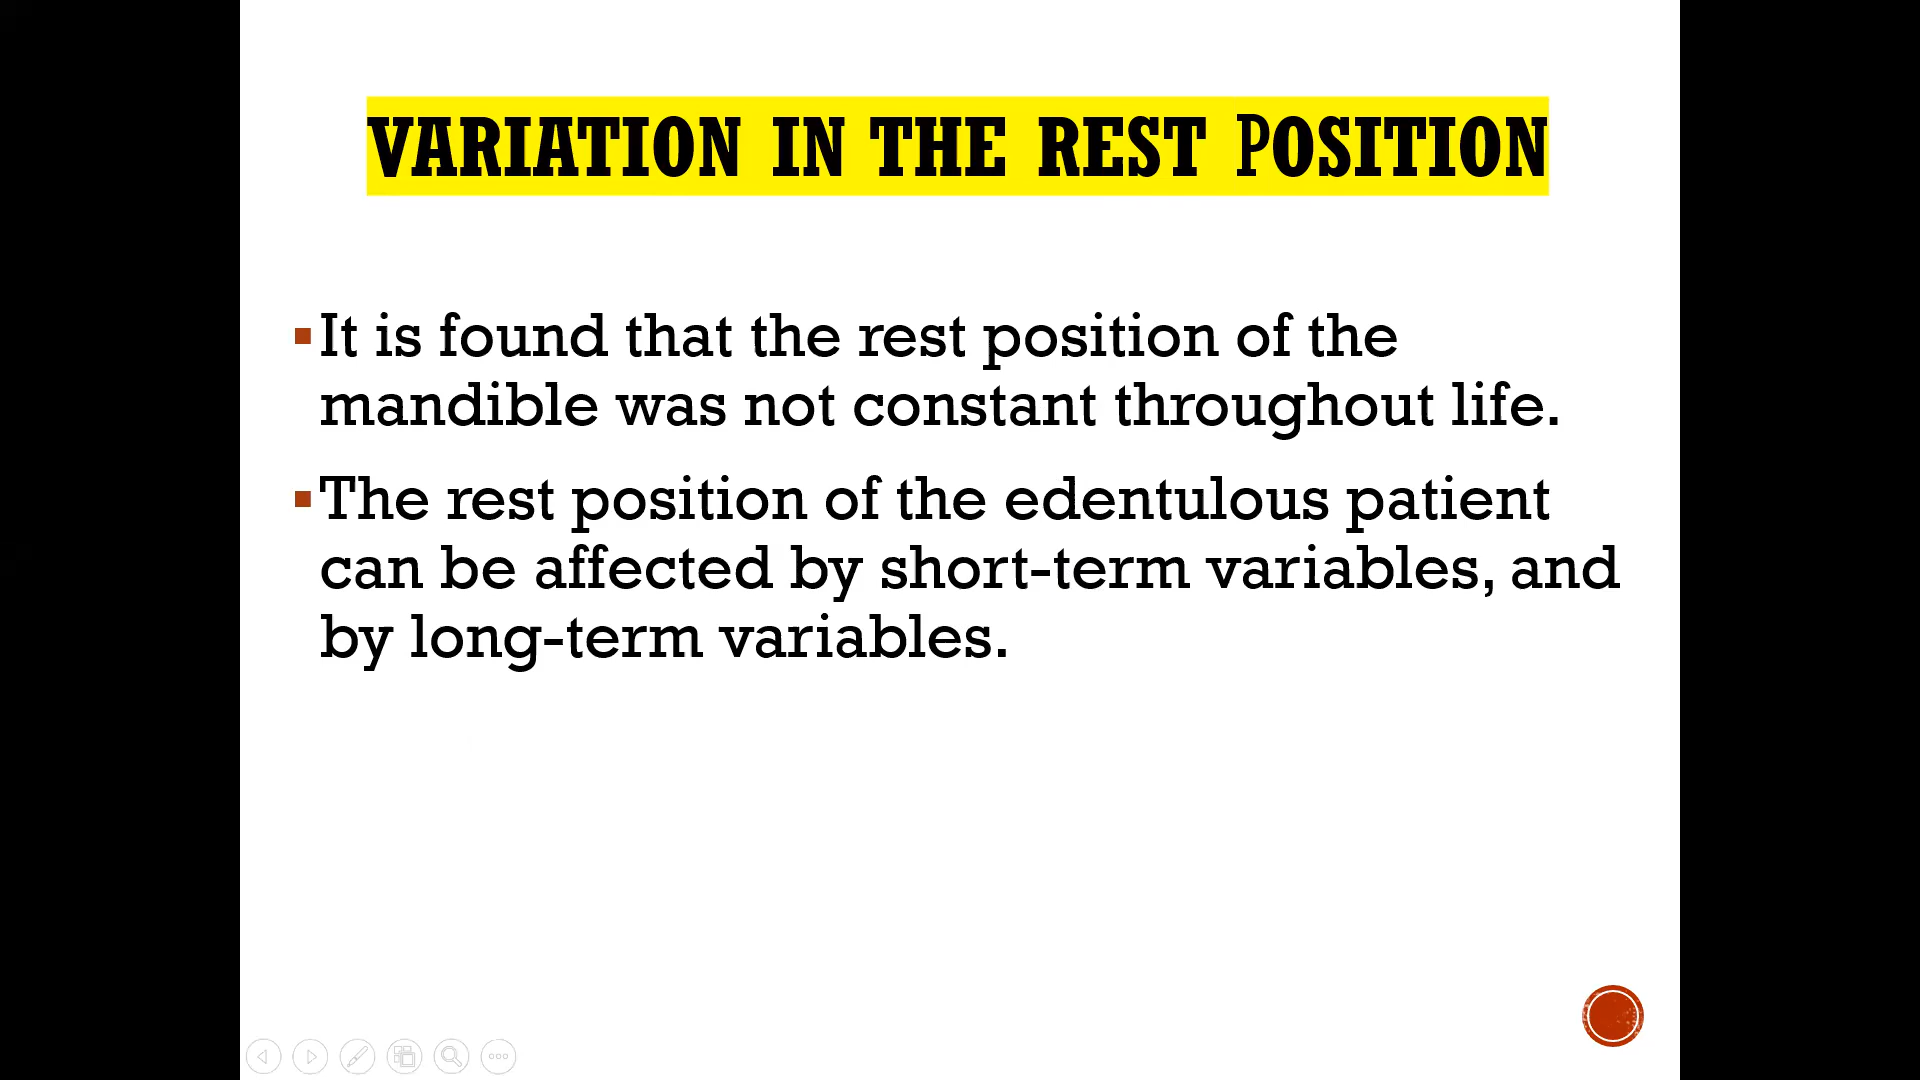 VARIATION IN THE REST POSITION
▪It is found that the rest position of the
mandible was not constant throughout life.
▪The rest position of the edentulous patient
can be affected by short-term variables, and
by long-term variables.